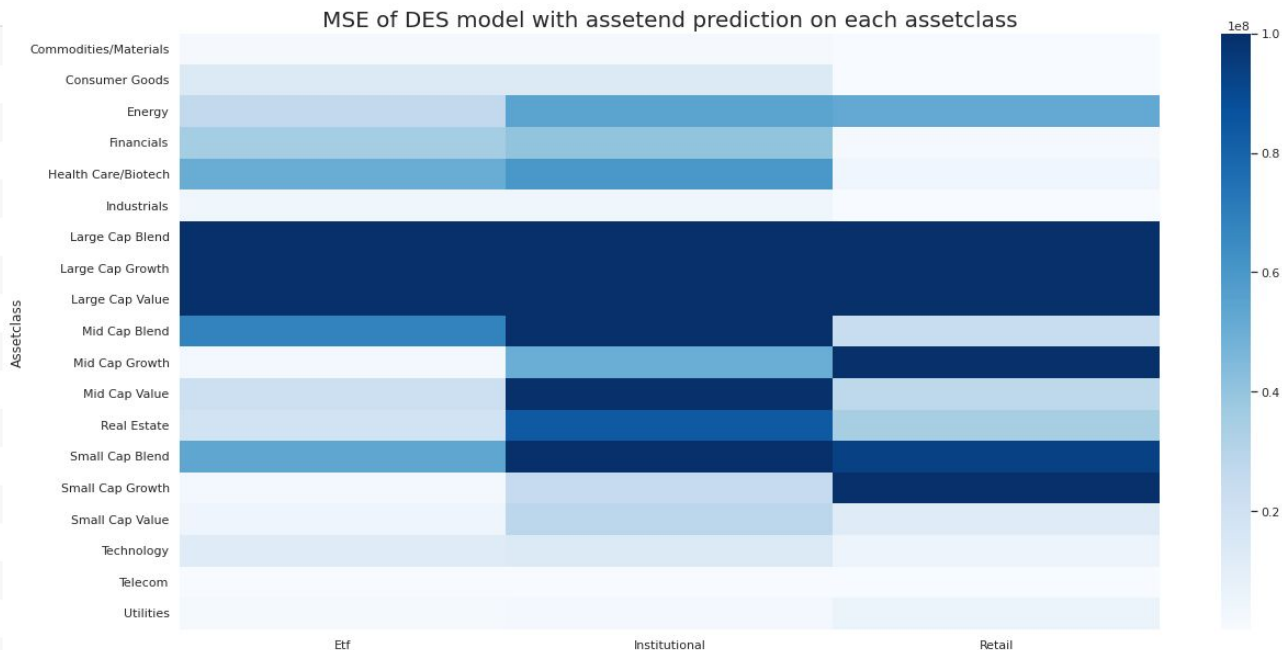 MSE of DES model with assetend prediction on each assetclass
1e8
Commodities/Materials
Consumer Goods
Energy
Financials
Health Care/Biotech
Industrials
Large Cap Blend
Large Cap Growth
Large Cap Value
Mid Cap Blend
Mid Cap Growth
Mid Cap Value
Real Estate
Small Cap Blend
Small Cap Growth
Small Cap Value
Technology
Telecom
Utilities
Assetclass
Etf Institutional Retail
1.0
0.8
0.6
0.4
0.2